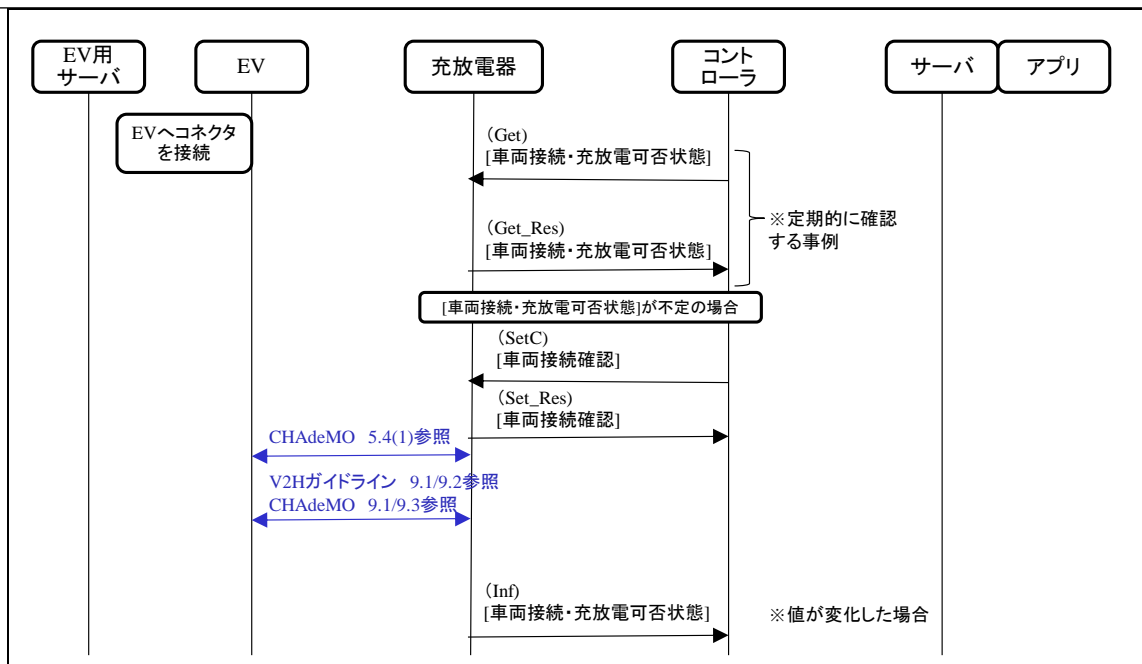 EV用
サーバ
EV
充放電器
コント
ローラ
サーバ
アプリ
EVへコネクタ
を接続
（Get)
[車両接続・充放電可否状態]
（Get_Res)
[車両接続・充放電可否状態]
※定期的に確認
する事例
[車両接続・充放電可否状態]が不定の場合
（SetC)
[車両接続確認]
（Set_Res)
[車両接続確認]
CHAdeMO 5.4(1)参照
V2Hガイドライン 9.1/9.2参照
CHAdeMO 9.1/9.3参照
（Inf)
[車両接続・充放電可否状態]
※値が変化した場合